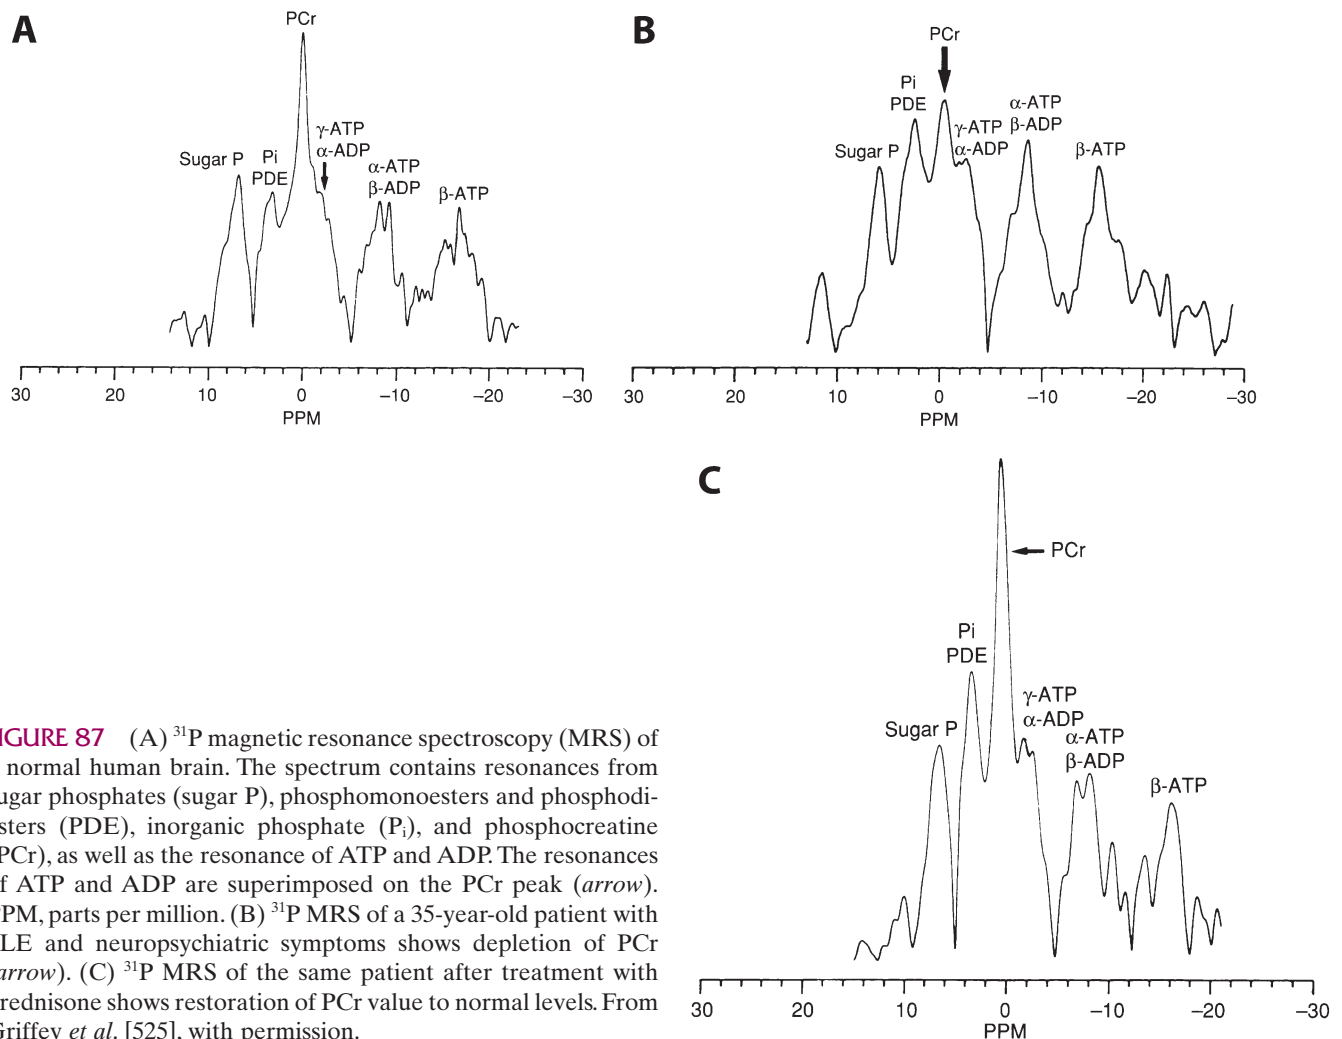 A
PCr
γ-ATP
α-ADP
Sugar P
Pi
PDE
α-ATP
β-ADP
β-ATP
30 20 10 0 –10 –20 –30
PPM
B
PCr
Pi
PDE
α-ATP
β-ADP
γ-ATP
α-ADP
Sugar P
β-ATP
30 20 10 0 –10 –20 –30
PPM
C
PCr
Pi
PDE
γ-ATP
α-ADP
Sugar P
α-ATP
β-ADP
β-ATP
30 20 10 0 –10 –20 –30
PPM
IGURE 87 (A) ³¹P magnetic resonance spectroscopy (MRS) of
normal human brain. The spectrum contains resonances from
ugar phosphates (sugar P), phosphomonoesters and phosphodi-
sters (PDE), inorganic phosphate (Pᵢ), and phosphocreatine
PCr), as well as the resonance of ATP and ADP. The resonances
f ATP and ADP are superimposed on the PCr peak (arrow).
PPM, parts per million. (B) ³¹P MRS of a 35-year-old patient with
LE and neuropsychiatric symptoms shows depletion of PCr
arrow). (C) ³¹P MRS of the same patient after treatment with
rednisone shows restoration of PCr value to normal levels. From
Griffey et al. [525], with permission.